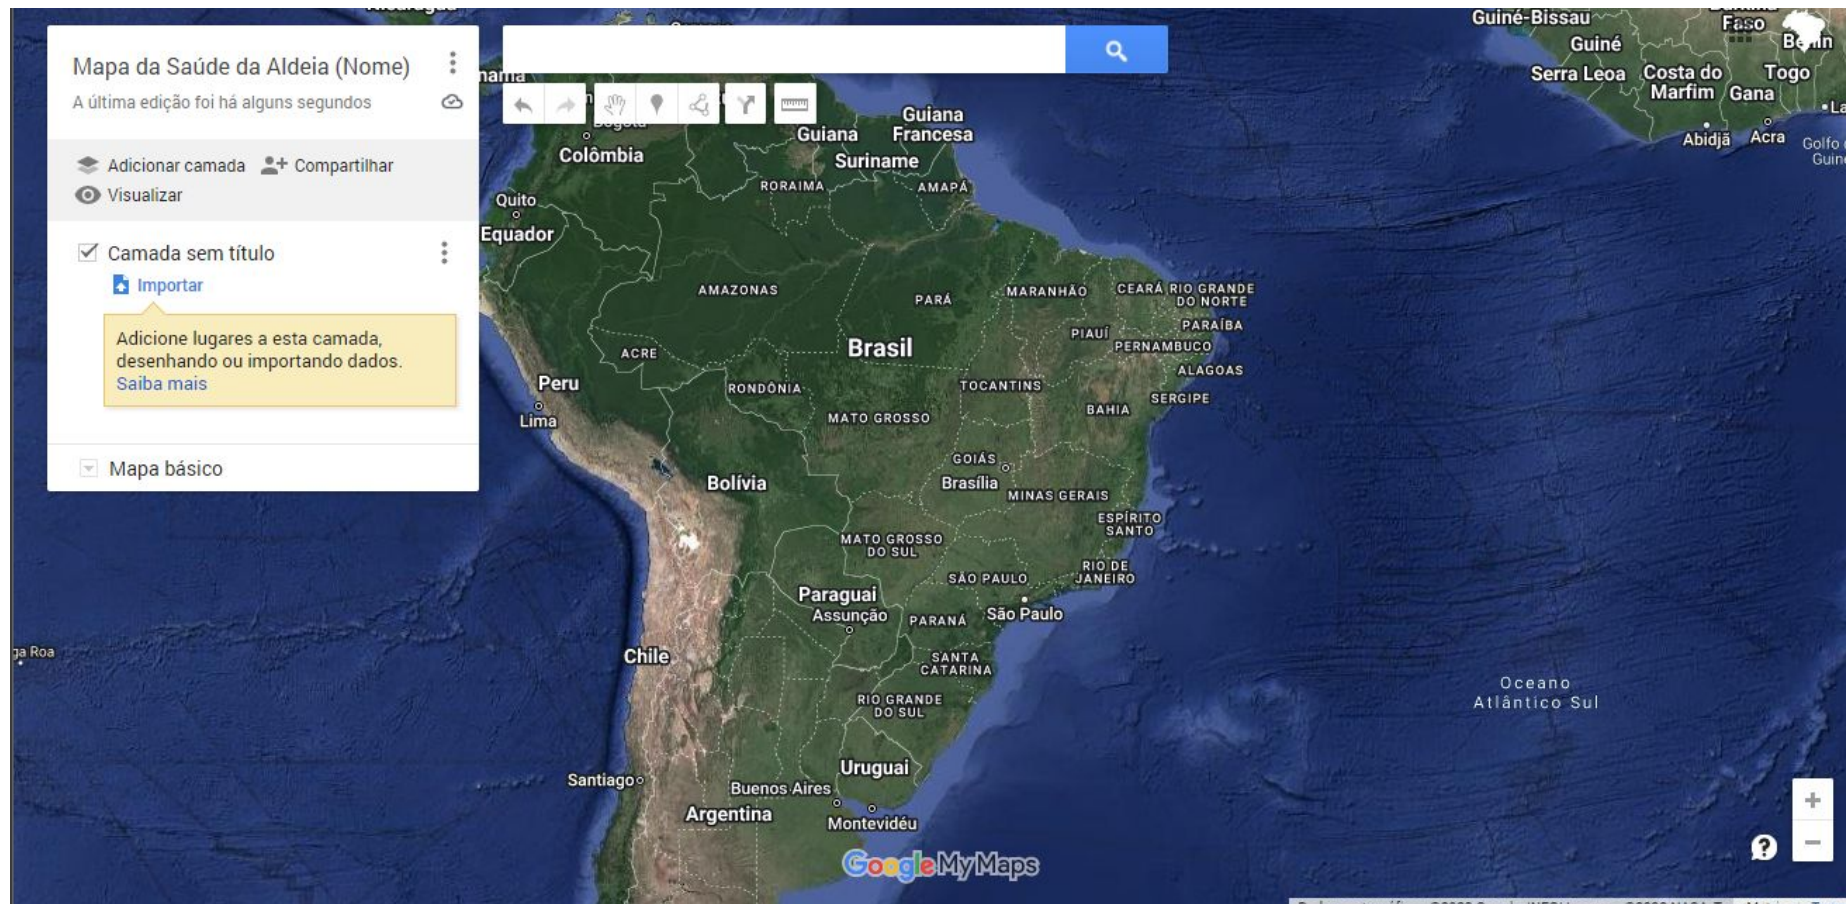 Mapa da Saúde da Aldeia (Nome)
A última edição foi há alguns segundos
Adicionar camada Compartilhar
Visualizar
Camada sem título
Importar
Adicione lugares a esta camada,
desenhando ou importando dados.
Saiba mais
Mapa básico
Guiné-Bissau
Faso
Guiné
Benin
Serra Leoa
Costa do
Marfim
Togo
Gana
Abidjã
Acra
Golfo
Guiana
Guiana
Francesa
Suriname
Colômbia
RORAIMA
AMAPÁ
Quito
Equador
AMAZONAS
PARÁ
MARANHÃO
CEARÁ
RIO GRANDE
DO NORTE
PARAÍBA
PIAUÍ
PERNAMBUCO
Brasil
ACRE
ALAGOAS
Peru
RONDÔNIA
TOCANTINS
SERGIPE
Lima
MATO GROSSO
BAHIA
GOIÁS
Brasília
Bolívia
MINAS GERAIS
ESPÍRITO
SANTO
MATO GROSSO
DO SUL
RIO DE
JANEIRO
SÃO PAULO
Paraguai
Assunção
PARANÁ
São Paulo
Chile
SANTA
CATARINA
ga Roa
RIO GRANDE
DO SUL
Oceano
Atlântico Sul
Uruguai
Santiago
Buenos Aires
Argentina
Montevidéu
Google My Maps